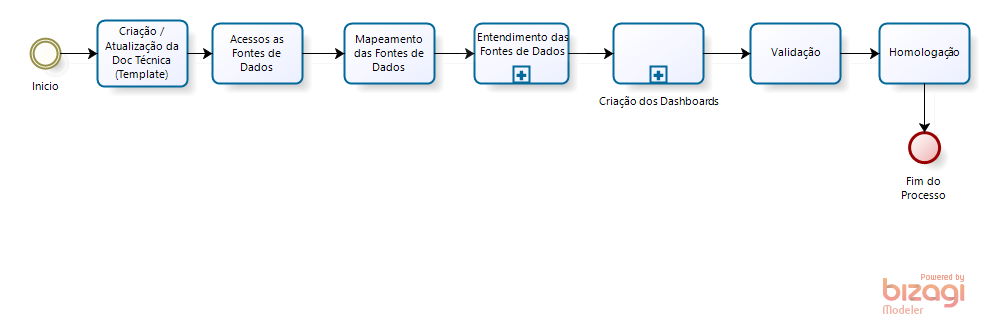 Inicio
Criação /
Atualização da
Doc Técnica
(Template)
Acessos as
Fontes de
Dados
Mapeamento
das Fontes de
Dados
Entendimento das
Fontes de Dados
Criação dos Dashboards
Validação
Homologação
Fim do
Processo
Powered by
bizagi
Modeler